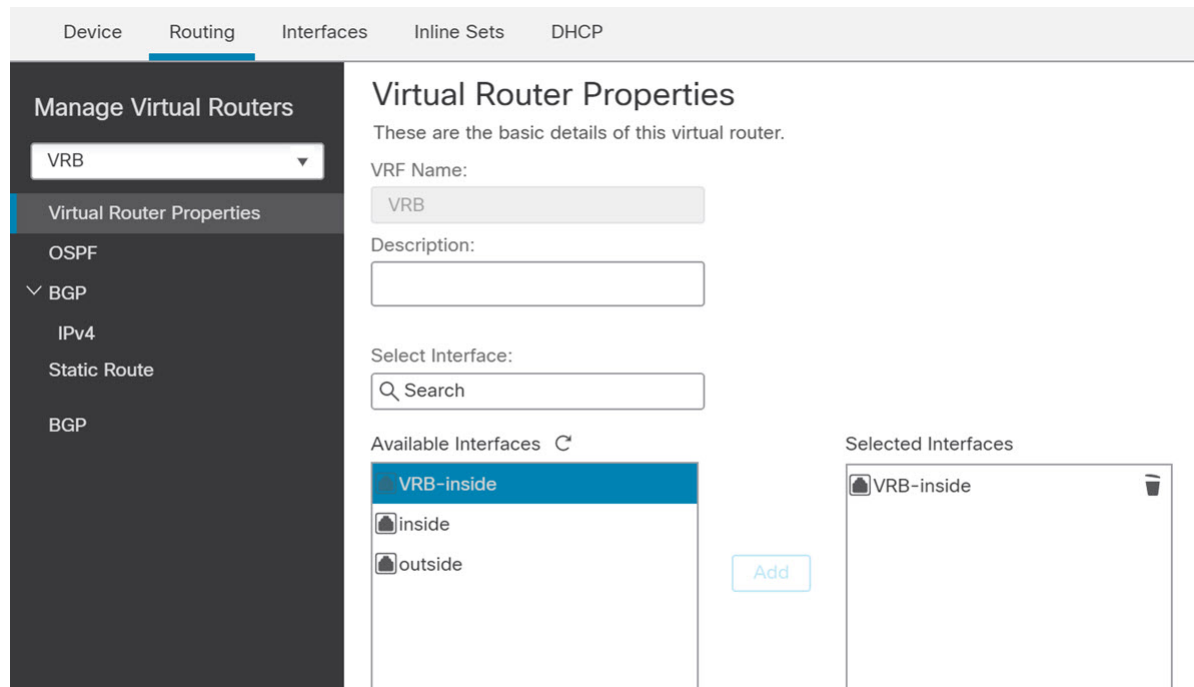 Device Routing Interfaces Inline Sets DHCP
Manage Virtual Routers
VRB
Virtual Router Properties
OSPF
BGP
IPv4
Static Route
BGP
Virtual Router Properties
These are the basic details of this virtual router.
VRF Name:
VRB
Description:
Select Interface:
Search
Available Interfaces
VRB-inside
inside
outside
Add
Selected Interfaces
VRB-inside